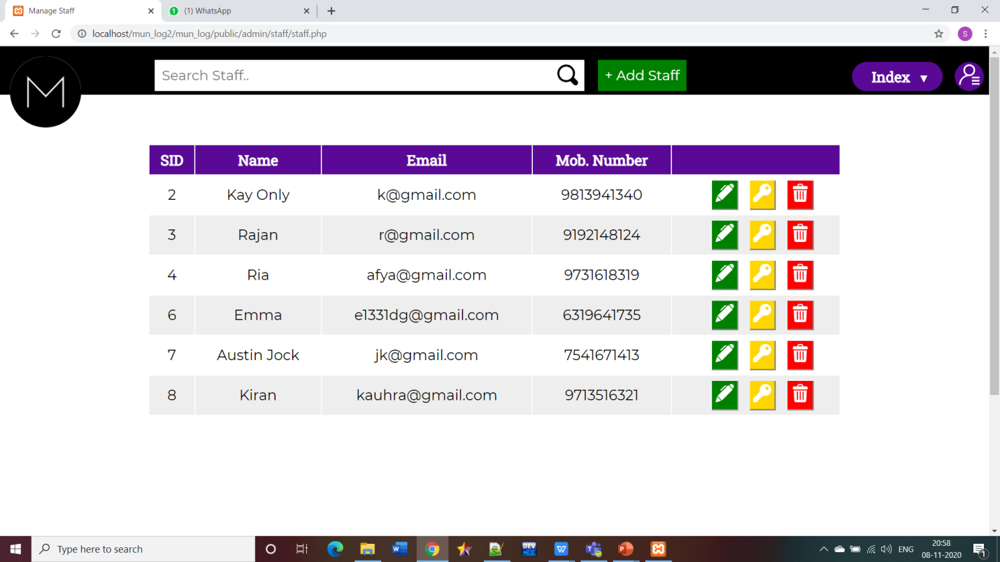 Manage Staff
(1) WhatsApp
localhost/mun_log2/mun_log/public/admin/staff/staff.php
S
M
Search Staff..
+ Add Staff
Index ▼
SID Name Email Mob. Number
2 Kay Only k@gmail.com 9813941340
3 Rajan r@gmail.com 9192148124
4 Ria afya@gmail.com 9731618319
6 Emma e1331dg@gmail.com 6319641735
7 Austin Jock jk@gmail.com 7541671413
8 Kiran kauhra@gmail.com 9713516321
Type here to search
DEV
ENG
20:58
08-11-2020
1